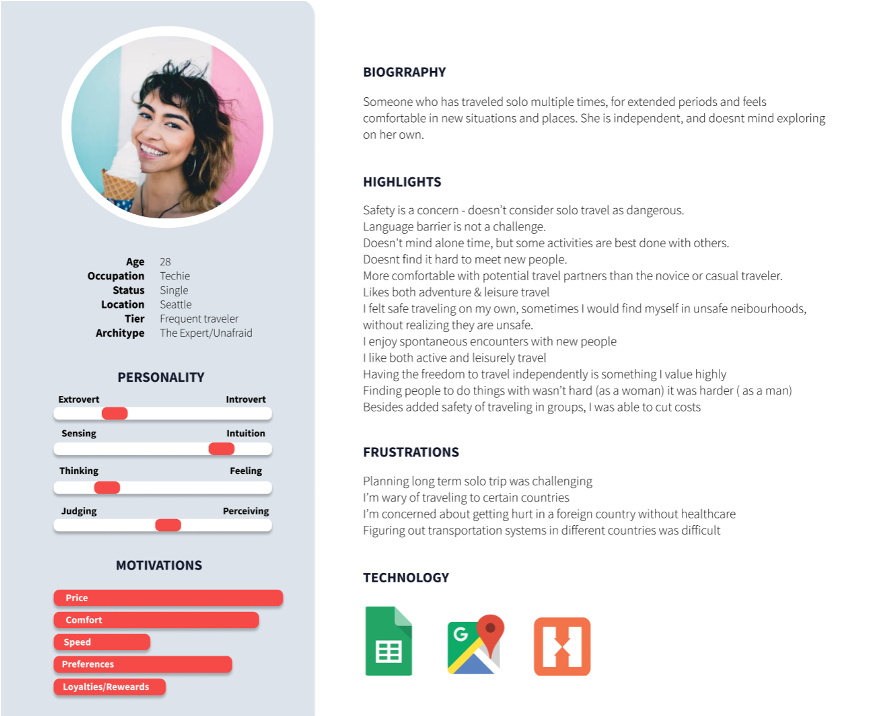 Age 28
Occupation Techie
Status Single
Location Seattle
Tier Frequent traveler
Architype The Expert/Unafraid
PERSONALITY
Extrovert Introvert
Sensing Intuition
Thinking Feeling
Judging Perceiving
MOTIVATIONS
Price
Comfort
Speed
Preferences
Loyalties/Reweards
BIOGRRAPHY
Someone who has traveled solo multiple times, for extended periods and feels
comfortable in new situations and places. She is independent, and doesnt mind exploring
on her own.
HIGHLIGHTS
Safety is a concern - doesn't consider solo travel as dangerous.
Language barrier is not a challenge.
Doesn't mind alone time, but some activities are best done with others.
Doesnt find it hard to meet new people.
More comfortable with potential travel partners than the novice or casual traveler.
Likes both adventure & leisure travel
I felt safe traveling on my own, sometimes I would find myself in unsafe neibourhoods,
without realizing they are unsafe.
I enjoy spontaneous encounters with new people
I like both active and leisurely travel
Having the freedom to travel independently is something I value highly
Finding people to do things with wasn't hard (as a woman) it was harder ( as a man)
Besides added safety of traveling in groups, I was able to cut costs
FRUSTRATIONS
Planning long term solo trip was challenging
I'm wary of traveling to certain countries
I'm concerned about getting hurt in a foreign country without healthcare
Figuring out transportation systems in different countries was difficult
TECHNOLOGY
G
H